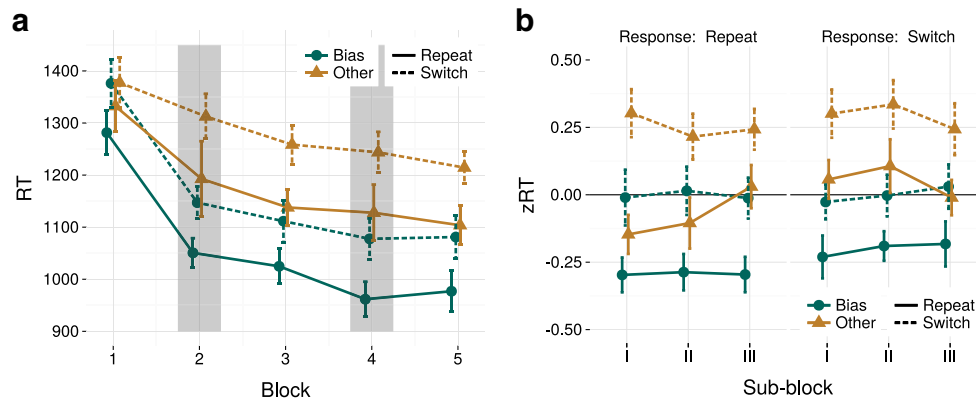 a
RT
1400
1300
1200
1100
1000
900
Bias
Repeat
Other
Switch
1
2
3
4
5
Block
b
Response: Repeat
Response: Switch
zRT
0.50
0.25
0.00
-0.25
-0.50
Bias
Repeat
Other
Switch
I
II
III
I
II
III
Sub-block